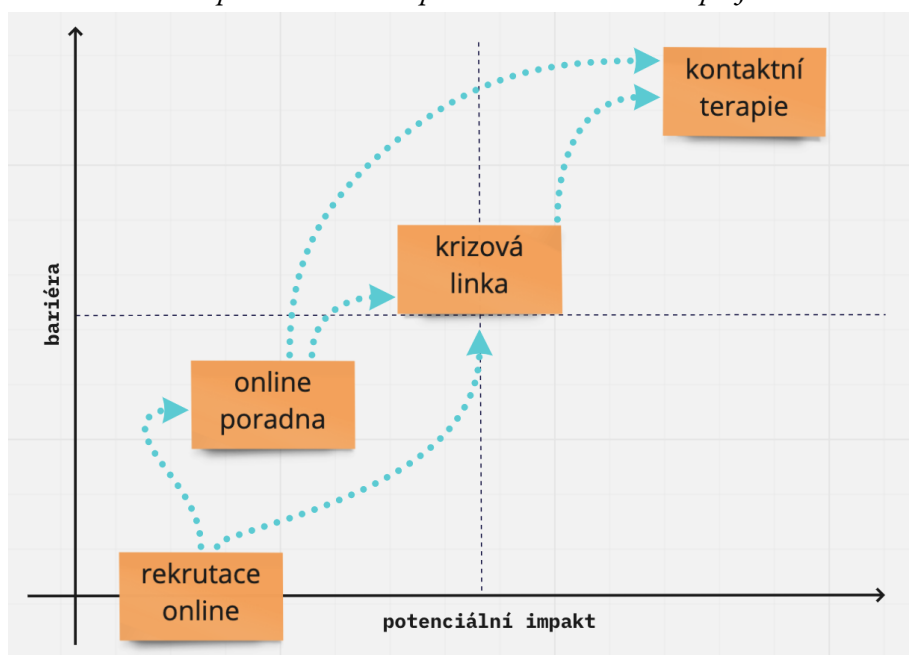 kontaktní
terapie
krizová
linka
bariéra
online
poradna
rekrutace
online
potenciální impakt